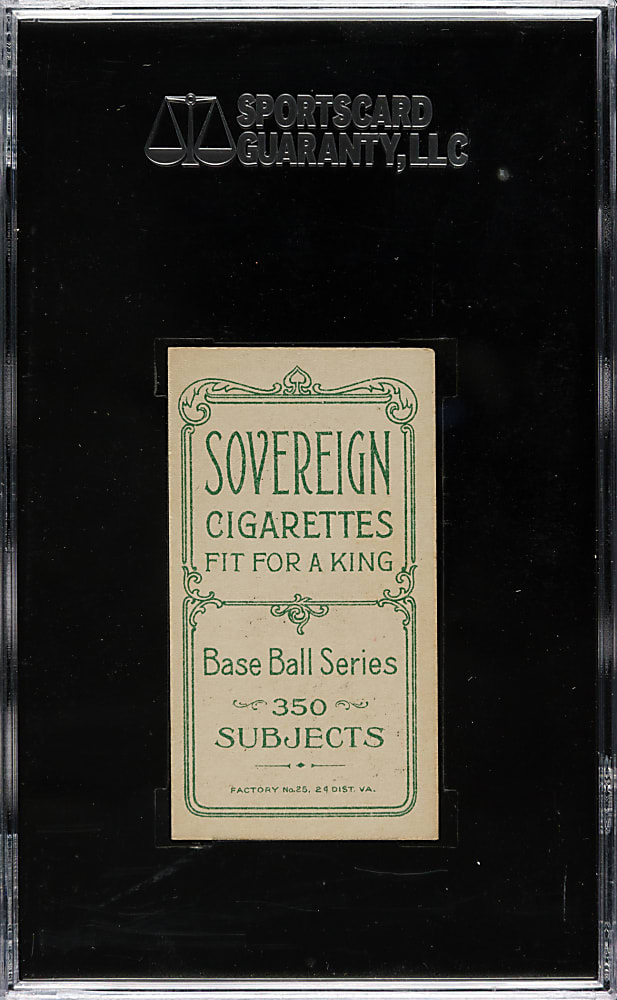 SPORTSCARD
GUARANTY, LLC
SOVEREIGN
CIGARETTES
FIT FOR A KING
Base Ball Series
350
SUBJECTS
FACTORY No. 25, 2d DIST. VA.